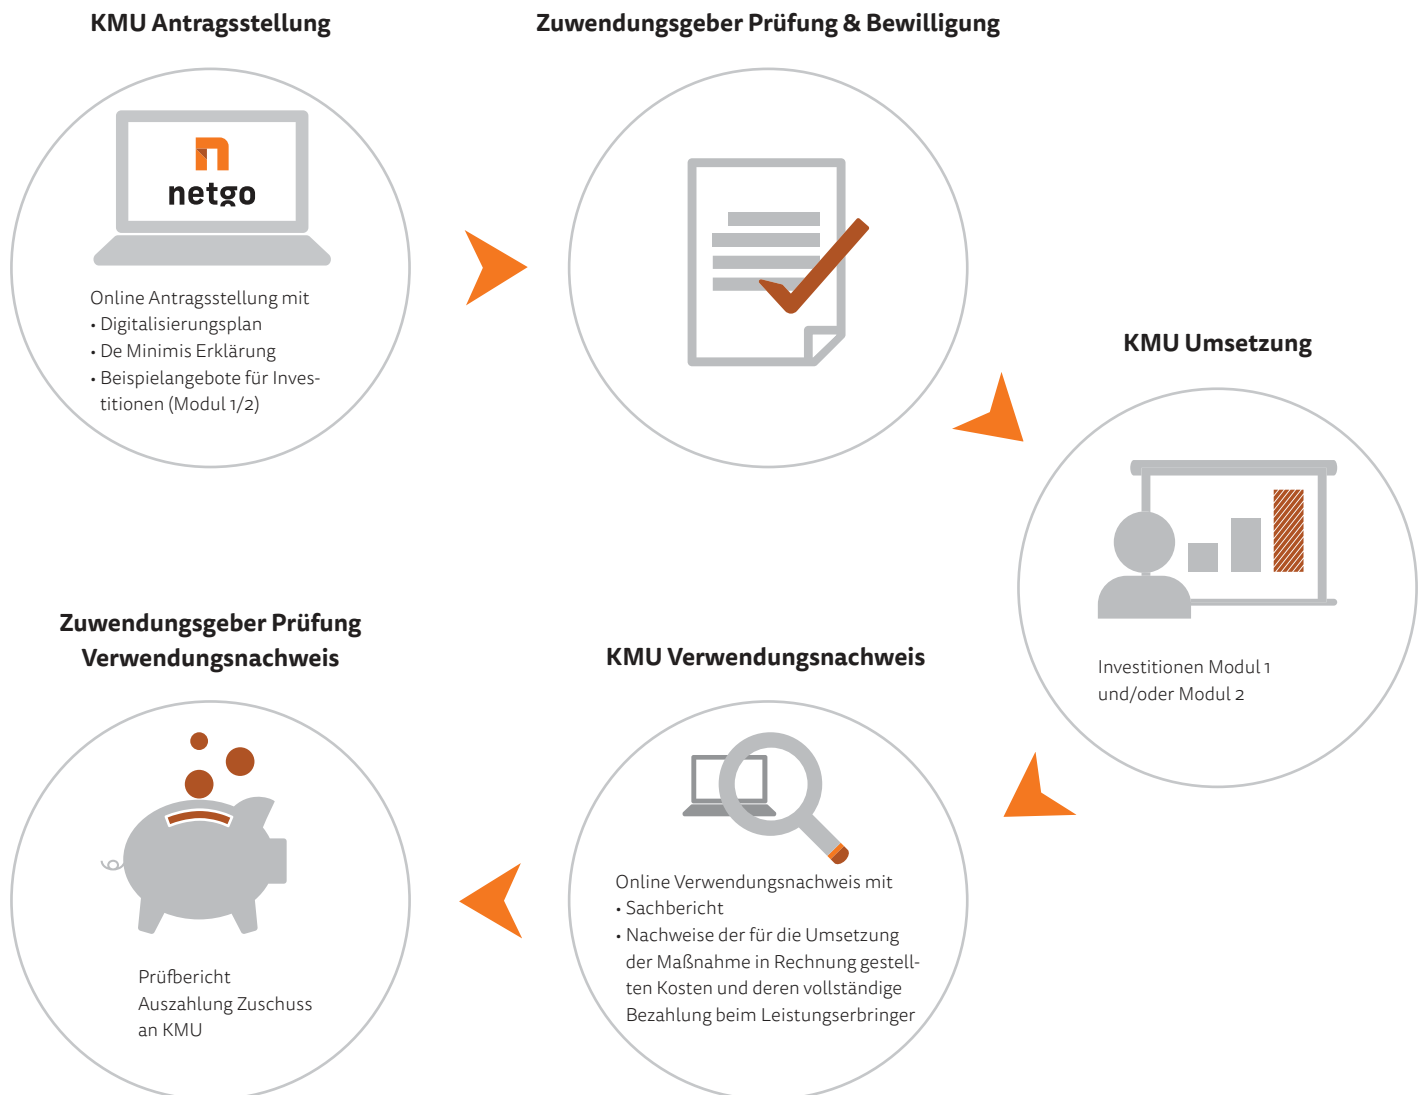 KMU Antragsstellung
netgo
Online Antragsstellung mit
• Digitalisierungsplan
• De Minimis Erklärung
• Beispielangebote für Inves-
titionen (Modul 1/2)
Zuwendungsgeber Prüfung & Bewilligung
KMU Umsetzung
Investitionen Modul 1
und/oder Modul 2
KMU Verwendungsnachweis
Online Verwendungsnachweis mit
• Sachbericht
• Nachweise der für die Umsetzung
der Maßnahme in Rechnung gestell-
ten Kosten und deren vollständige
Bezahlung beim Leistungserbringer
Zuwendungsgeber Prüfung
Verwendungsnachweis
Prüfbericht
Auszahlung Zuschuss
an KMU